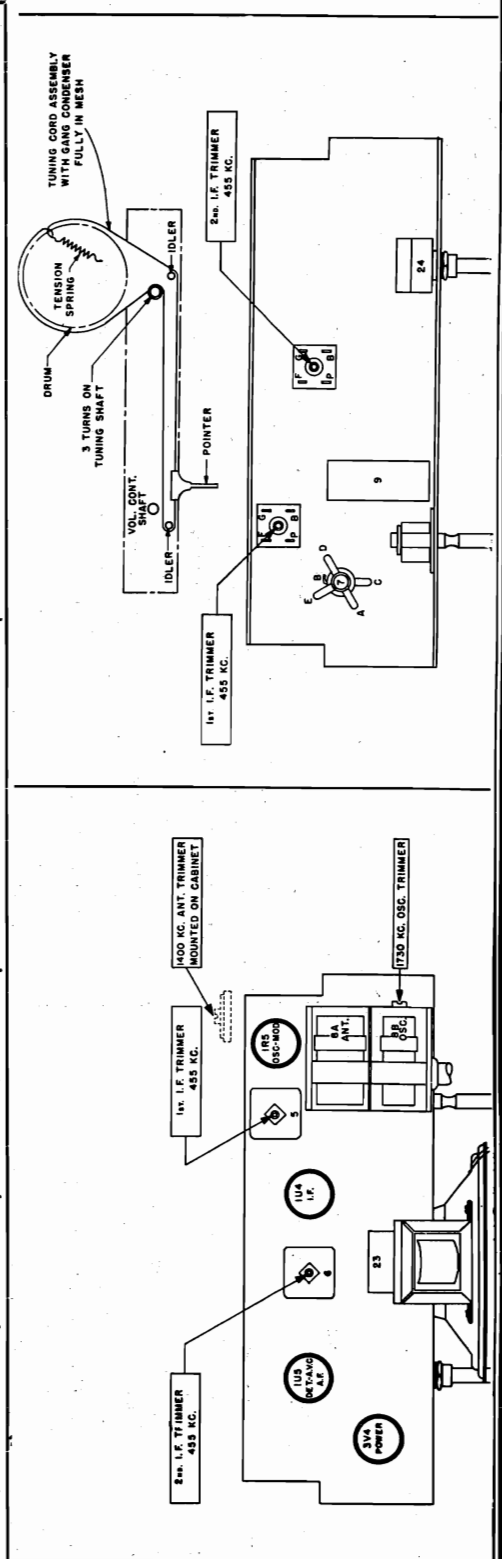 2ND. I.F. TRIMMER
455 KC.
1ST. I.F. TRIMMER
455 KC.
1400 KC. ANT. TRIMMER
MOUNTED ON CABINET
1R5
OSC-MOD
5
1U4
I.F.
6
1U5
DET.-A.V.C
A.F.
3V4
POWER
23
8A
ANT.
8B
OSC.
1730 KC. OSC. TRIMMER
TUNING CORD ASSEMBLY
WITH GANG CONDENSER
FULLY IN MESH
DRUM
TENSION
SPRING
3 TURNS ON
TUNING SHAFT
VOL. CONT.
SHAFT
IDLER
IDLER
POINTER
1ST. I.F. TRIMMER
455 KC.
2ND. I.F. TRIMMER
455 KC.
F G
P B
F G
P B
E B D
7
A C
9
24